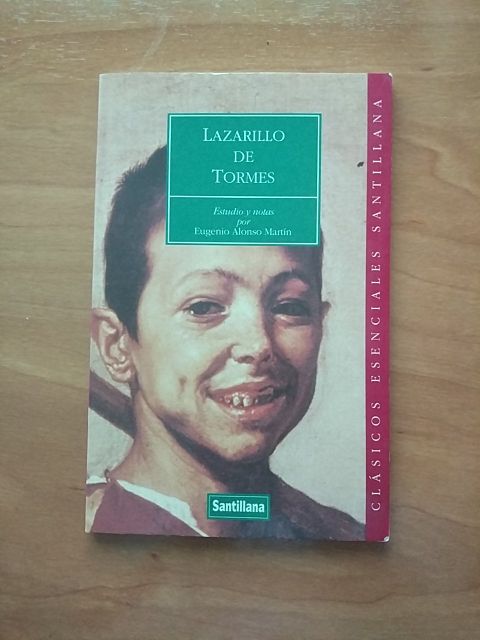 LAZARILLO
DE
TORMES
Estudio y notas
por
Eugenio Alonso Martín
Santillana
CLÁSICOS ESENCIALES SANTILLANA